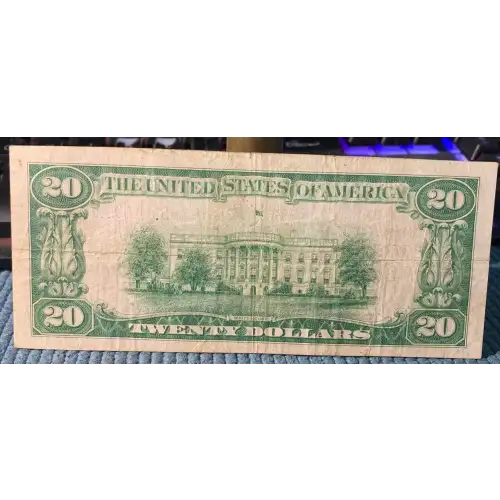 20 THE UNITED STATES OF AMERICA 20
20 TWENTY DOLLARS 20